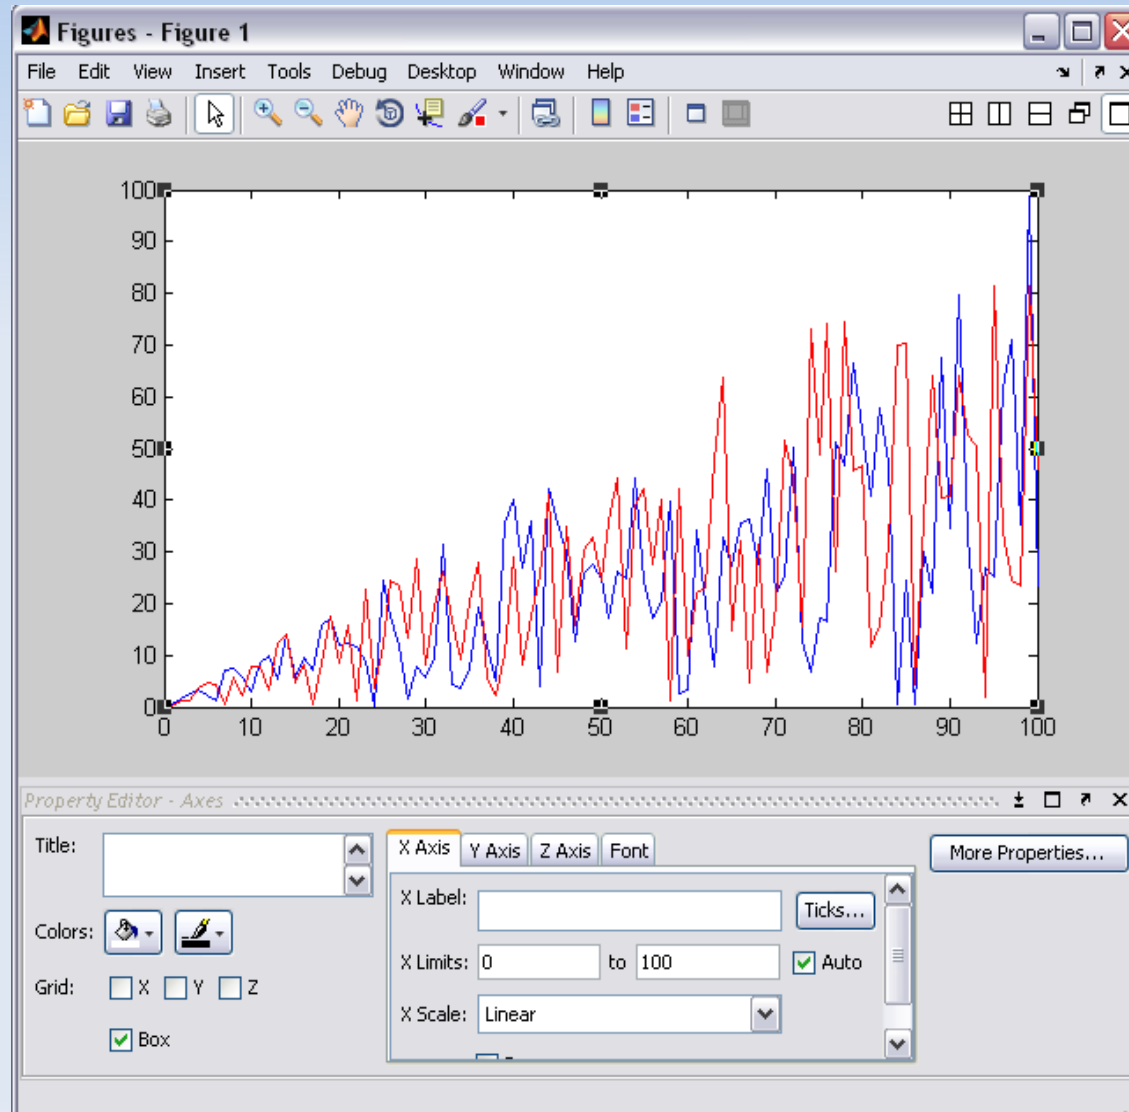 Figures - Figure 1
File Edit View Insert Tools Debug Desktop Window Help
100
90
80
70
60
50
40
30
20
10
0
0 10 20 30 40 50 60 70 80 90 100
Property Editor - Axes
Title:
X Axis Y Axis Z Axis Font
More Properties...
X Label:
Ticks...
Colors:
X Limits: 0 to 100 Auto
Grid: X Y Z
X Scale: Linear
Box